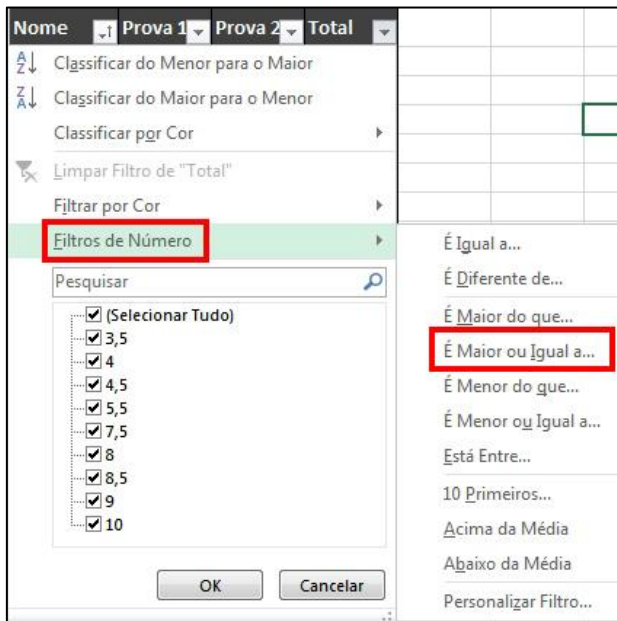 Nome Prova 1 Prova 2 Total
Classificar do Menor para o Maior
Classificar do Maior para o Menor
Classificar por Cor
Limpar Filtro de "Total"
Filtrar por Cor
Filtros de Número
Pesquisar
(Selecionar Tudo)
3,5
4
4,5
5,5
7,5
8
8,5
9
10
OK Cancelar
É Igual a...
É Diferente de...
É Maior do que...
É Maior ou Igual a...
É Menor do que...
É Menor ou Igual a...
Está Entre...
10 Primeiros...
Acima da Média
Abaixo da Média
Personalizar Filtro...